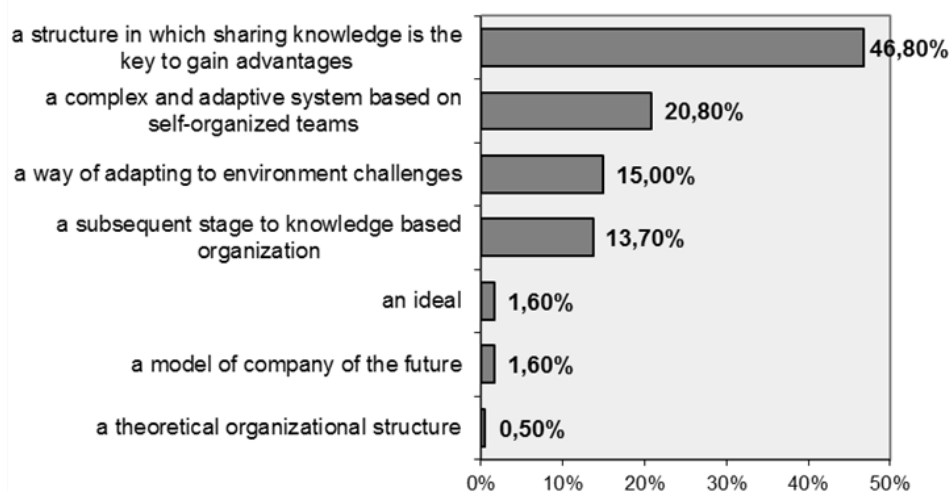 a structure in which sharing knowledge is the
key to gain advantages
46,80%
a complex and adaptive system based on
self-organized teams
20,80%
a way of adapting to environment challenges
15,00%
a subsequent stage to knowledge based
organization
13,70%
an ideal
1,60%
a model of company of the future
1,60%
a theoretical organizational structure
0,50%
0% 10% 20% 30% 40% 50%